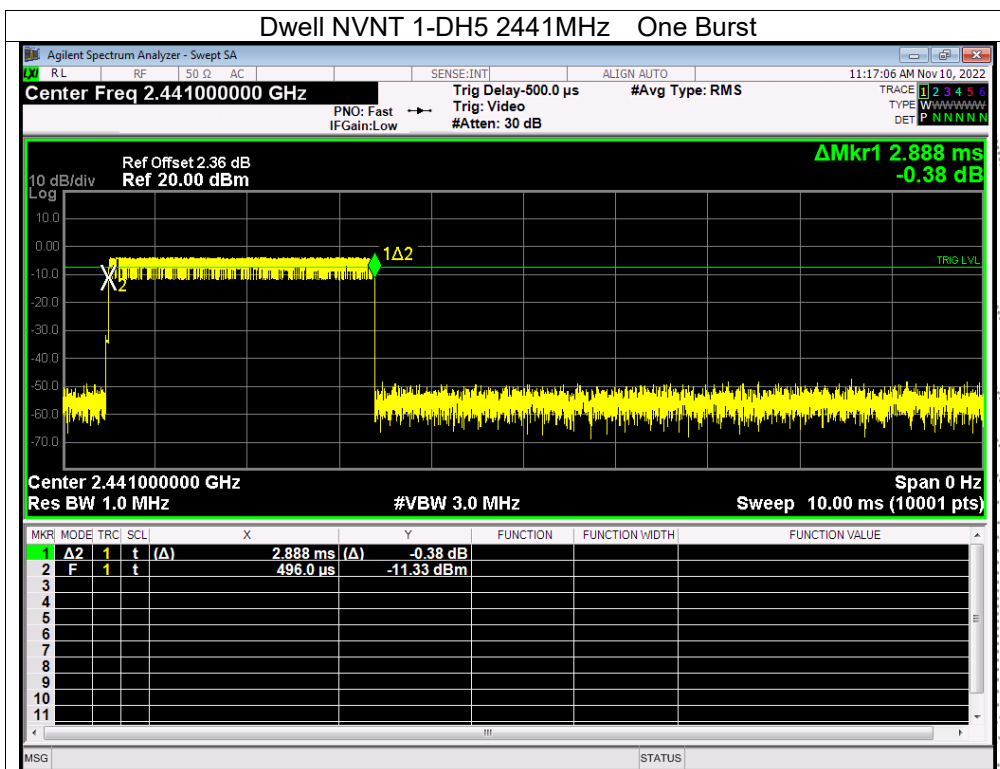 Dwell NVNT 1-DH5 2441MHz One Burst
Agilent Spectrum Analyzer - Swept SA
LXI RL RF 50 Ω AC SENSE:INT ALIGN AUTO 11:17:06 AM Nov 10, 2022
Center Freq 2.441000000 GHz
PNO: Fast
IFGain:Low
Trig Delay-500.0 µs
Trig: Video
#Atten: 30 dB
#Avg Type: RMS
TRACE 1 2 3 4 5 6
TYPE WWWWWW
DET P N N N N N
ΔMkr1 2.888 ms
-0.38 dB
Ref Offset 2.36 dB
10 dB/div Ref 20.00 dBm
Log
10.0
0.00
-10.0
-20.0
-30.0
-40.0
-50.0
-60.0
-70.0
1Δ2
2
TRIG LVL
Center 2.441000000 GHz Span 0 Hz
Res BW 1.0 MHz #VBW 3.0 MHz Sweep 10.00 ms (10001 pts)
MKR MODE TRC SCL X Y FUNCTION FUNCTION WIDTH FUNCTION VALUE
1 Δ2 1 t (Δ) 2.888 ms (Δ) -0.38 dB
2 F 1 t 496.0 µs -11.33 dBm
3
4
5
6
7
8
9
10
11
MSG STATUS